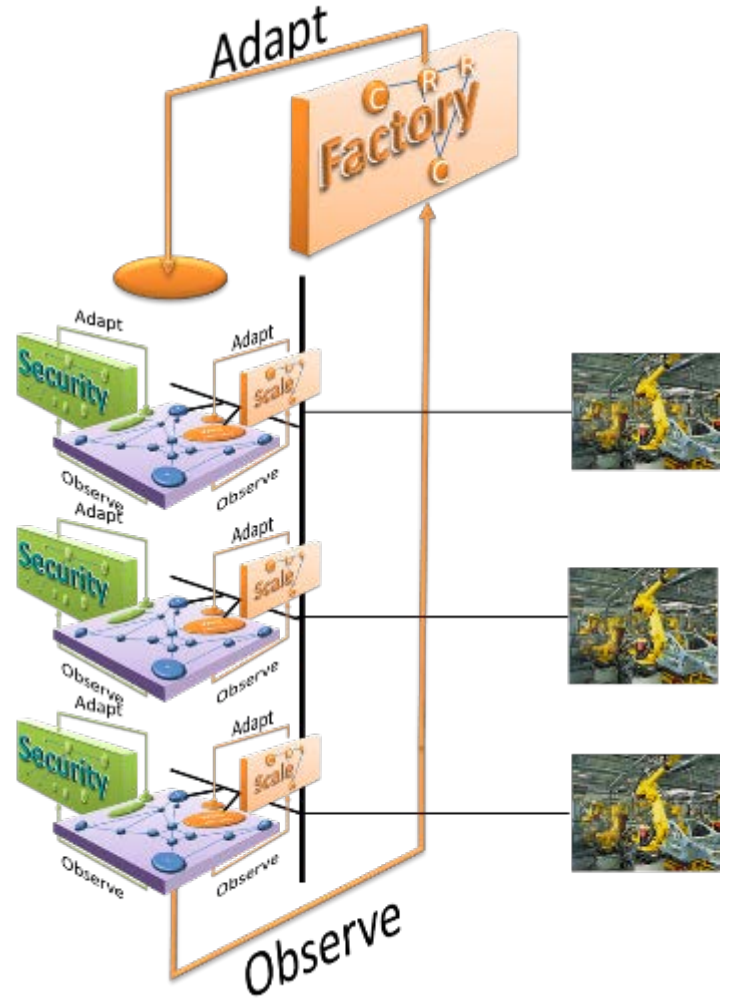 Adapt
C R R
Factory
C
Adapt
Adapt
Security
Scale
Observe
Observe
Adapt
Adapt
Security
Scale
Observe
Observe
Adapt
Adapt
Security
Scale
Observe
Observe
Observe